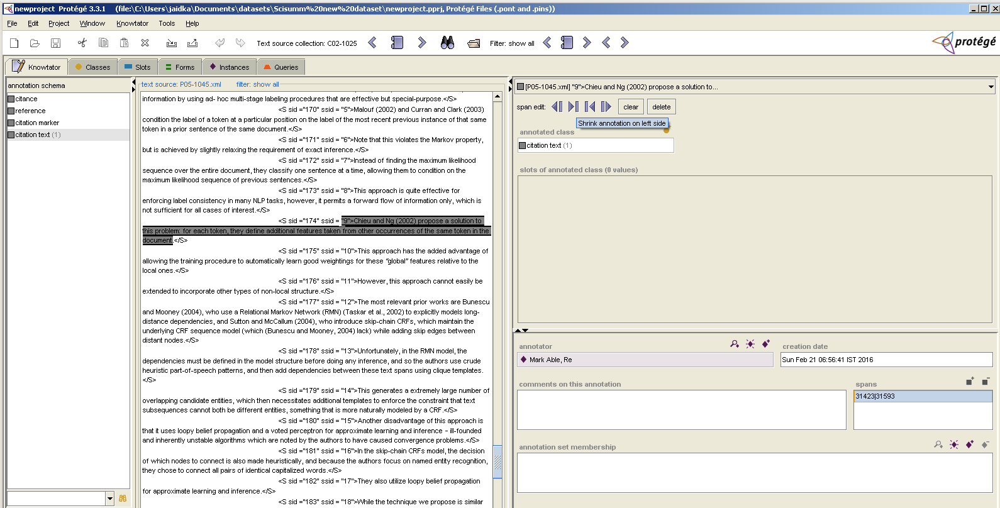 newproject Protégé 3.3.1 (file:\C:\Users\jaidka\Documents\datasets\Scisumm%20new%20dataset\newproject.pprj, Protégé Files (.pont and .pins))
File Edit Project Window Knowtator Tools Help
Text source collection: C02-1025 Filter: show all protégé
Knowtator Classes Slots Forms Instances Queries
annotation schema
citance
reference
citation marker
citation text (1)
text source: P05-1045.xml filter: show all
information by using ad- hoc multi-stage labeling procedures that are effective but special-purpose.</S>
<S sid ="170" ssid = "5">Malouf (2002) and Curran and Clark (2003)
condition the label of a token at a particular position on the label of the most recent previous instance of that same
token in a prior sentence of the same document.</S>
<S sid ="171" ssid = "6">Note that this violates the Markov property,
but is achieved by slightly relaxing the requirement of exact inference.</S>
<S sid ="172" ssid = "7">Instead of finding the maximum likelihood
sequence over the entire document, they classify one sentence at a time, allowing them to condition on the
maximum likelihood sequence of previous sentences.</S>
<S sid ="173" ssid = "8">This approach is quite effective for
enforcing label consistency in many NLP tasks, however, it permits a forward flow of information only, which is
not sufficient for all cases of interest.</S>
<S sid ="174" ssid = "9">Chieu and Ng (2002) propose a solution to
this problem: for each token, they define additional features taken from other occurrences of the same token in the
document.</S>
<S sid ="175" ssid = "10">This approach has the added advantage of
allowing the training procedure to automatically learn good weightings for these "global" features relative to the
local ones.</S>
<S sid ="176" ssid = "11">However, this approach cannot easily be
extended to incorporate other types of non-local structure.</S>
<S sid ="177" ssid = "12">The most relevant prior works are Bunescu
and Mooney (2004), who use a Relational Markov Network (RMN) (Taskar et al., 2002) to explicitly models long-
distance dependencies, and Sutton and McCallum (2004), who introduce skip-chain CRFs, which maintain the
underlying CRF sequence model (which (Bunescu and Mooney, 2004) lack) while adding skip edges between
distant nodes.</S>
<S sid ="178" ssid = "13">Unfortunately, in the RMN model, the
dependencies must be defined in the model structure before doing any inference, and so the authors use crude
heuristic part-of-speech patterns, and then add dependencies between these text spans using clique templates.
</S>
<S sid ="179" ssid = "14">This generates a extremely large number of
overlapping candidate entities, which then necessitates additional templates to enforce the constraint that text
subsequences cannot both be different entities, something that is more naturally modeled by a CRF.</S>
<S sid ="180" ssid = "15">Another disadvantage of this approach is
that it uses loopy belief propagation and a voted perceptron for approximate learning and inference – ill-founded
and inherently unstable algorithms which are noted by the authors to have caused convergence problems.</S>
<S sid ="181" ssid = "16">In the skip-chain CRFs model, the decision
of which nodes to connect is also made heuristically, and because the authors focus on named entity recognition,
they chose to connect all pairs of identical capitalized words.</S>
<S sid ="182" ssid = "17">They also utilize loopy belief propagation
for approximate learning and inference.</S>
<S sid ="183" ssid = "18">While the technique we propose is similar
[P05-1045.xml] "9">Chieu and Ng (2002) propose a solution to...
span edit: clear delete
Shrink annotation on left side
annotated class
citation text (1)
slots of annotated class (0 values)
annotator creation date
Mark Able, Re Sun Feb 21 06:56:41 IST 2016
comments on this annotation spans
31423|31593
annotation set membership